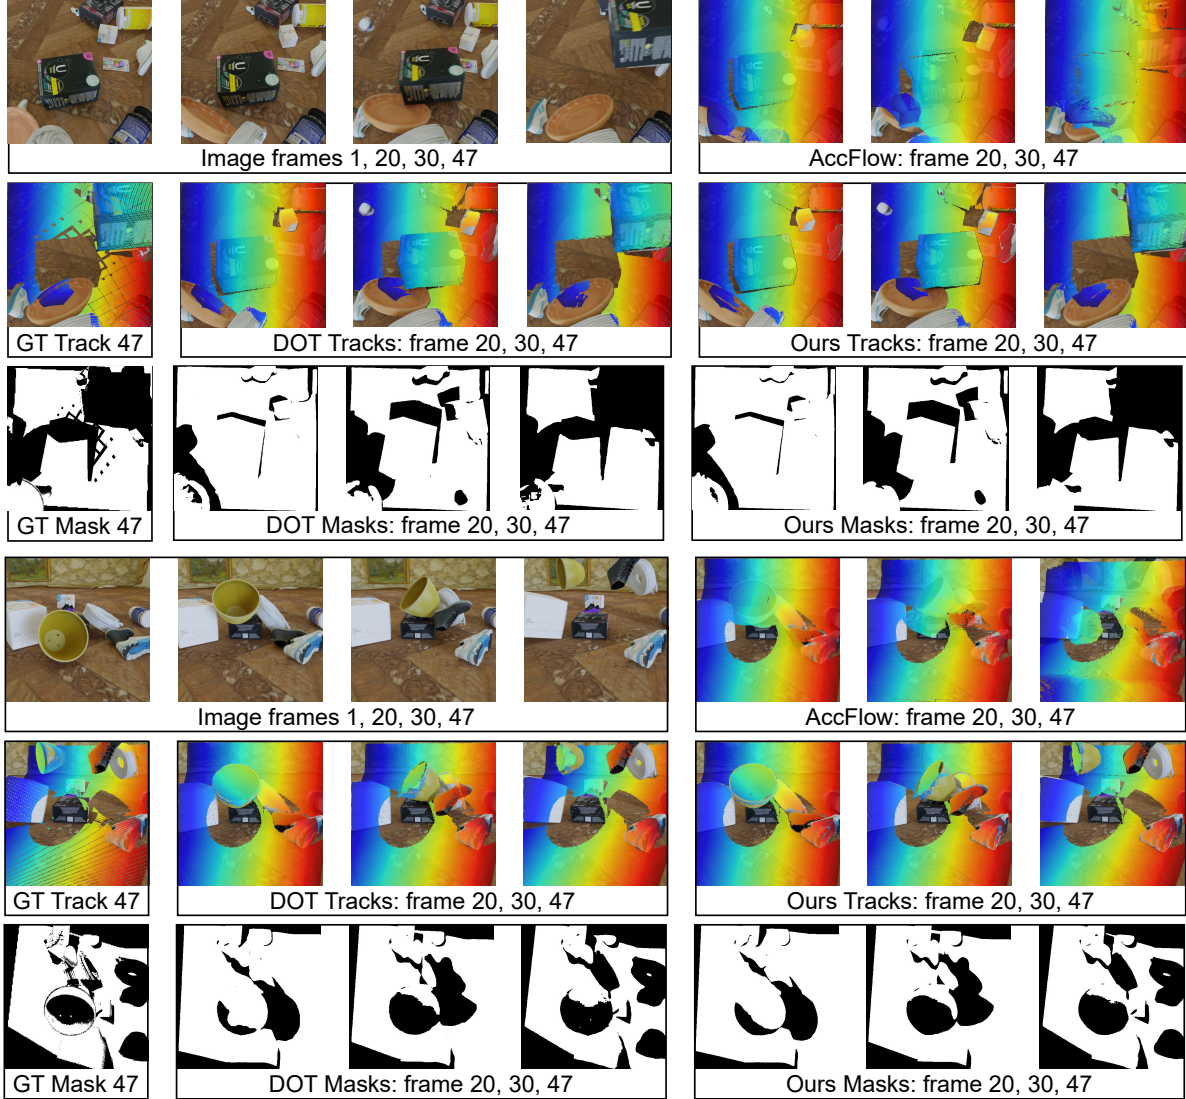 Image frames 1, 20, 30, 47
AccFlow: frame 20, 30, 47
GT Track 47
DOT Tracks: frame 20, 30, 47
Ours Tracks: frame 20, 30, 47
GT Mask 47
DOT Masks: frame 20, 30, 47
Ours Masks: frame 20, 30, 47
Image frames 1, 20, 30, 47
AccFlow: frame 20, 30, 47
GT Track 47
DOT Tracks: frame 20, 30, 47
Ours Tracks: frame 20, 30, 47
GT Mask 47
DOT Masks: frame 20, 30, 47
Ours Masks: frame 20, 30, 47